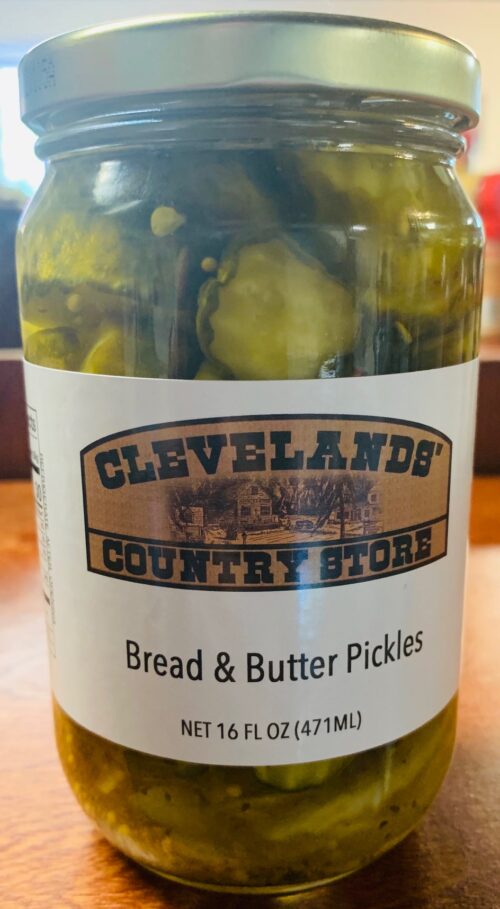 CLEVELANDS'
COUNTRY STORE
Bread & Butter Pickles
NET 16 FL OZ (471ML)